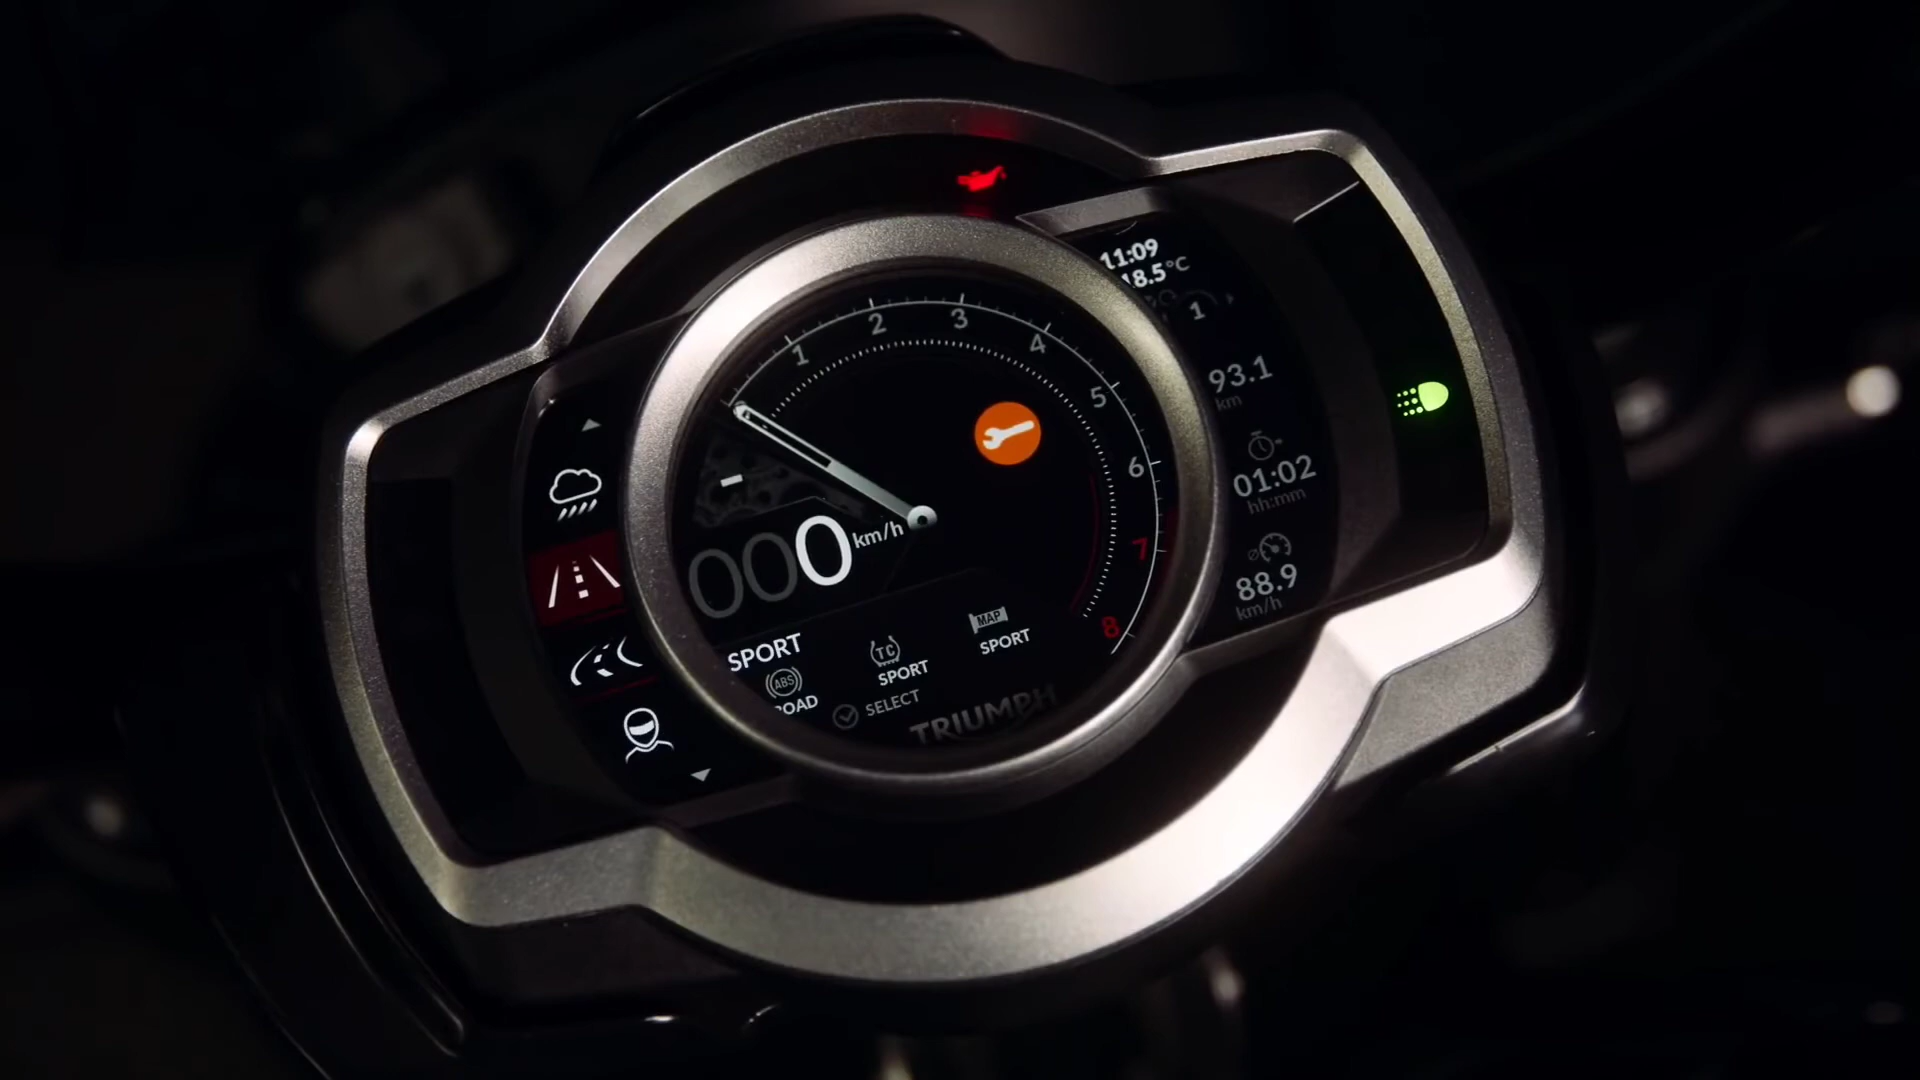 1
2
3
4
5
6
7
8
-
000 km/h
SPORT
ABS
ROAD
TC
SPORT
MAP
SPORT
SELECT
TRIUMPH
11:09
18.5°C
1
93.1
km
01:02
hh:mm
Ø
88.9
km/h